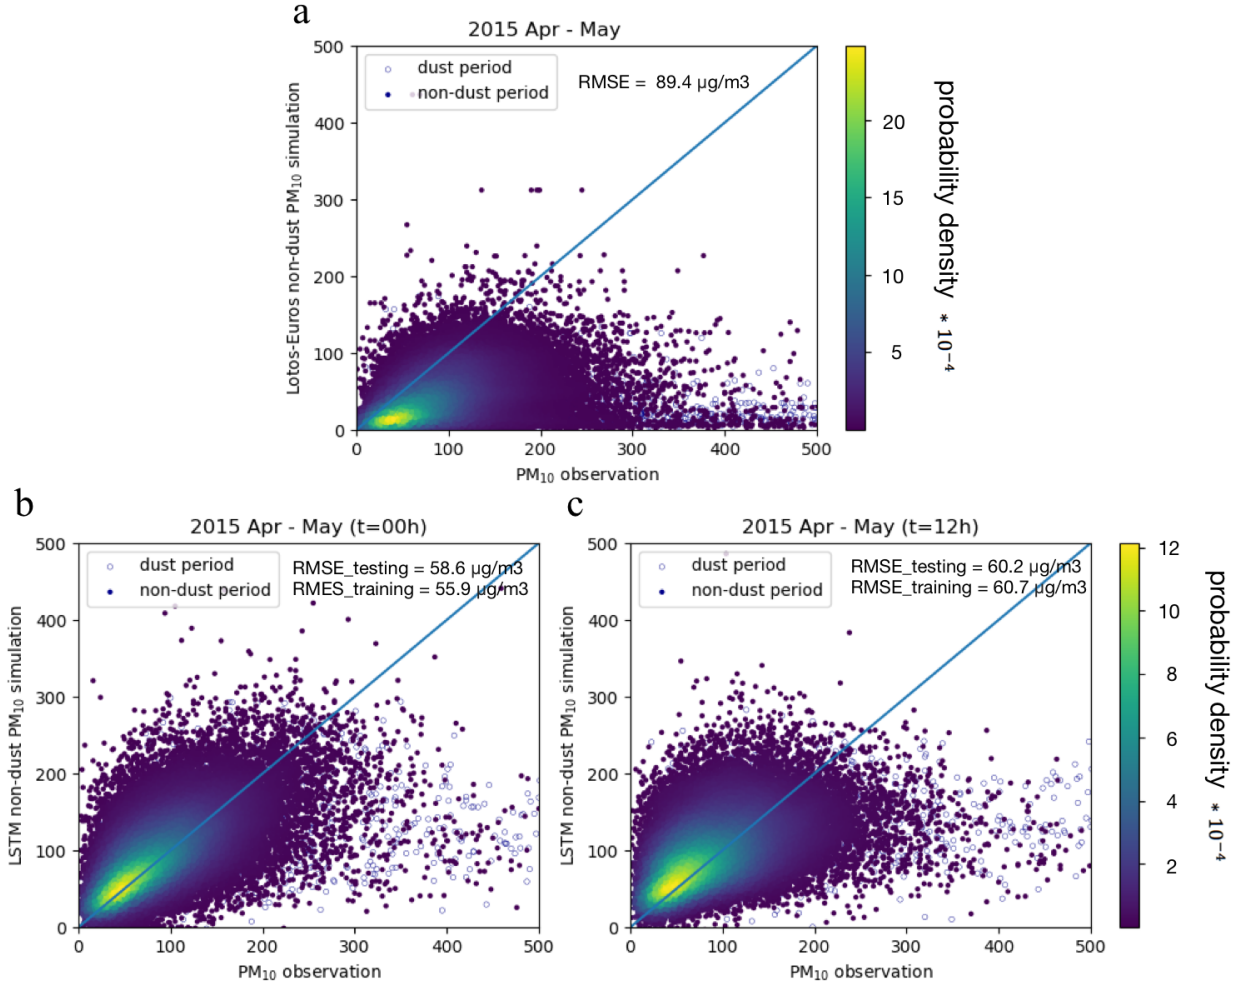 a
2015 Apr - May
500
400
300
200
100
0
Lotos-Euros non-dust PM₁₀ simulation
dust period
non-dust period
RMSE = 89.4 µg/m3
0 100 200 300 400 500
PM₁₀ observation
20
15
10
5
probability density * 10⁻⁴
b
2015 Apr - May (t=00h)
500
400
300
200
100
0
LSTM non-dust PM₁₀ simulation
dust period
non-dust period
RMSE_testing = 58.6 µg/m3
RMES_training = 55.9 µg/m3
0 100 200 300 400 500
PM₁₀ observation
c
2015 Apr - May (t=12h)
500
400
300
200
100
0
LSTM non-dust PM₁₀ simulation
dust period
non-dust period
RMSE_testing = 60.2 µg/m3
RMSE_training = 60.7 µg/m3
0 100 200 300 400 500
PM₁₀ observation
12
10
8
6
4
2
probability density * 10⁻⁴